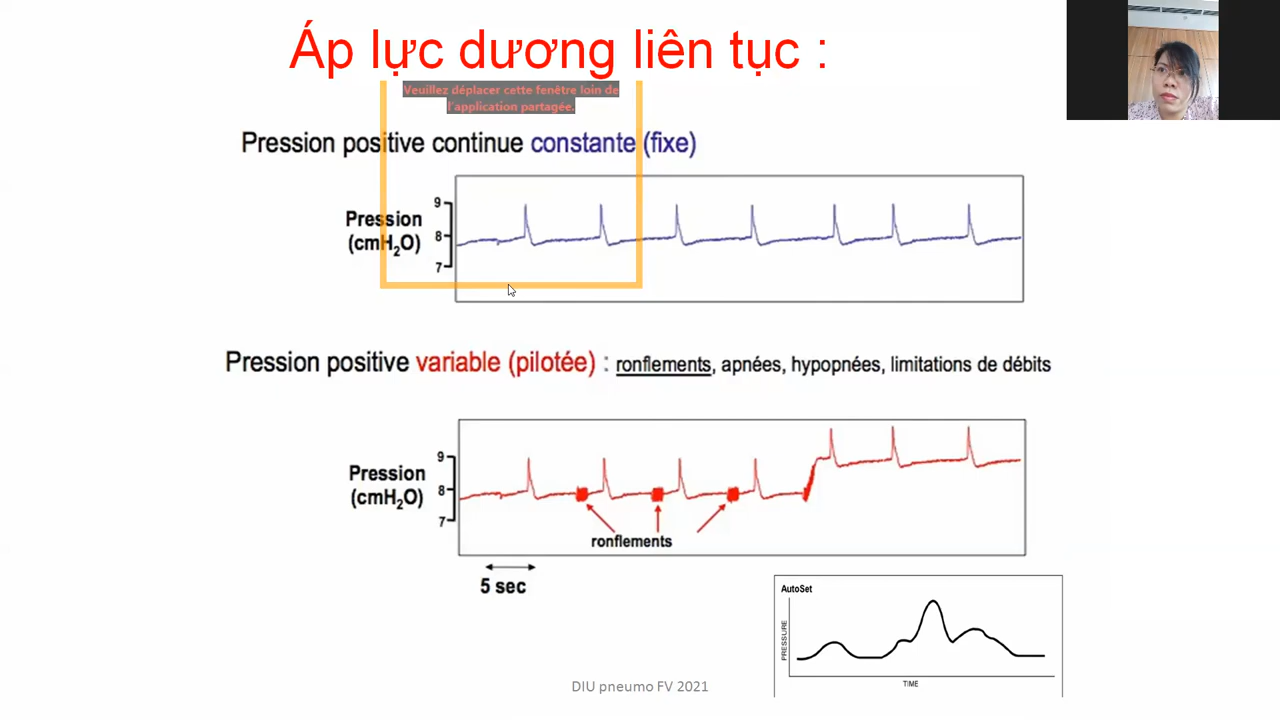 Áp lực dương liên tục :
Veuillez déplacer cette fenêtre loin de
l'application partagée.
Pression positive continue constante (fixe)
Pression
(cmH2O)
9
8
7
Pression positive variable (pilotée) : ronflements, apnées, hypopnées, limitations de débits
Pression
(cmH2O)
9
8
7
ronflements
5 sec
AutoSet
PRESSURE
TIME
DIU pneumo FV 2021